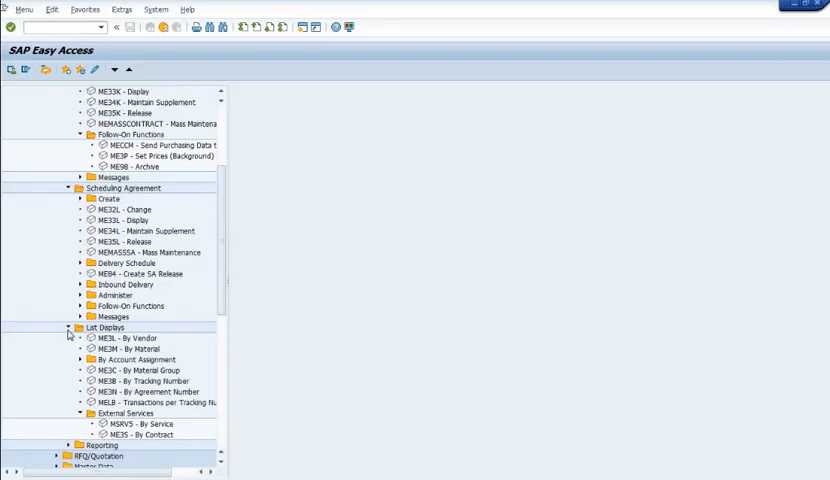 Menu Edit Favorites Extras System Help
SAP Easy Access
ME33K - Display
ME34K - Maintain Supplement
ME35K - Release
MEMASSCONTRACT - Mass Maintena
Follow-On Functions
MECCM - Send Purchasing Data t
ME3P - Set Prices (Background)
ME98 - Archive
Messages
Scheduling Agreement
Create
ME32L - Change
ME33L - Display
ME34L - Maintain Supplement
ME35L - Release
MEMASSSA - Mass Maintenance
Delivery Schedule
ME84 - Create SA Release
Inbound Delivery
Administer
Follow-On Functions
Messages
List Displays
ME3L - By Vendor
ME3M - By Material
By Account Assignment
ME3C - By Material Group
ME3B - By Tracking Number
ME3N - By Agreement Number
MELB - Transactions per Tracking Nu
External Services
MSRV5 - By Service
ME3S - By Contract
Reporting
RFQ/Quotation
Master Data